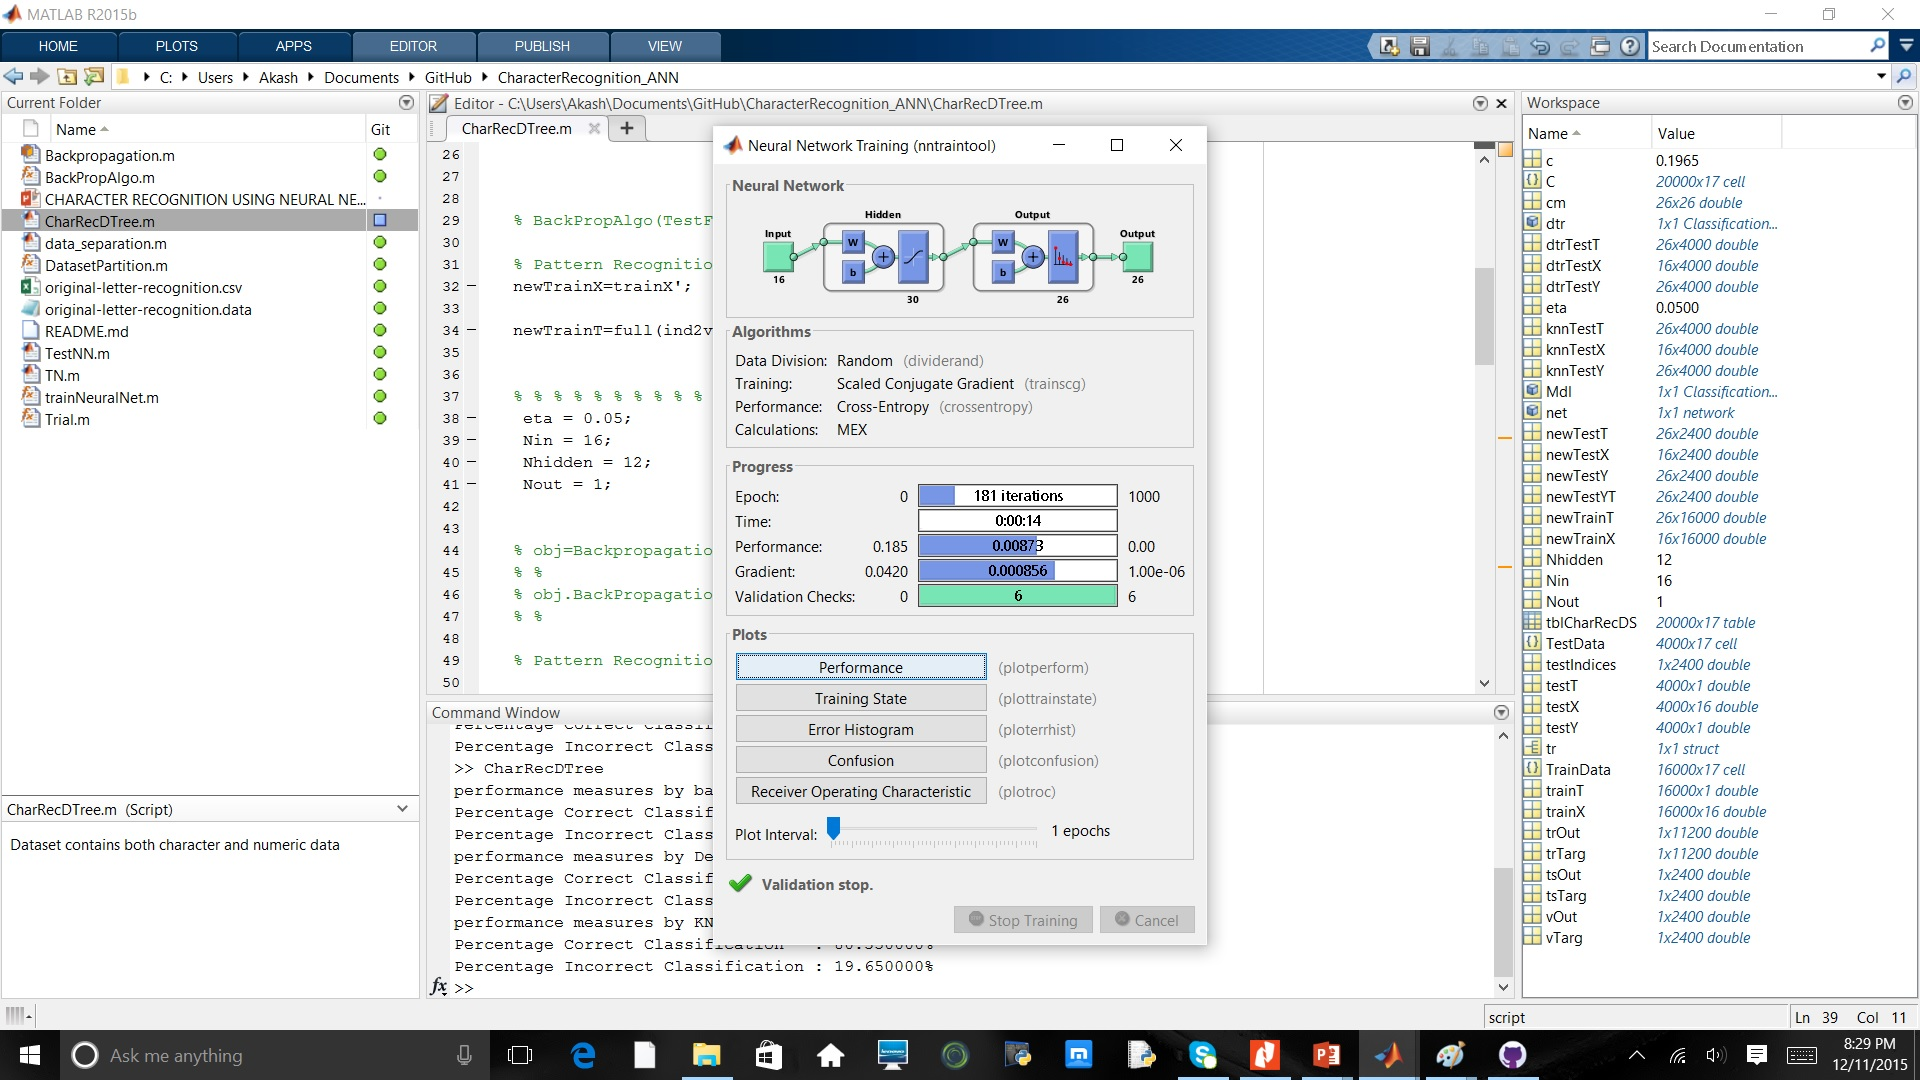 MATLAB R2015b
HOME PLOTS APPS EDITOR PUBLISH VIEW
Search Documentation
C: Users Akash Documents GitHub CharacterRecognition_ANN
Current Folder
Name Git
Backpropagation.m
BackPropAlgo.m
CHARACTER RECOGNITION USING NEURAL NE...
CharRecDTree.m
data_separation.m
DatasetPartition.m
original-letter-recognition.csv
original-letter-recognition.data
README.md
TestNN.m
TN.m
trainNeuralNet.m
Trial.m
CharRecDTree.m (Script)
Dataset contains both character and numeric data
Editor - C:\Users\Akash\Documents\GitHub\CharacterRecognition_ANN\CharRecDTree.m
CharRecDTree.m
26
27
28
29 % BackPropAlgo(TestF
30
31 % Pattern Recognitio
32 newTrainX=trainX';
33
34 newTrainT=full(ind2v
35
36
37 % % % % % % % % % %
38 eta = 0.05;
39 Nin = 16;
40 Nhidden = 12;
41 Nout = 1;
42
43
44 % obj=Backpropagatio
45 % %
46 % obj.BackPropagatio
47 % %
48
49 % Pattern Recognitio
50
Command Window
Percentage Correct Classif
Percentage Incorrect Class
>> CharRecDTree
performance measures by ba
Percentage Correct Classif
Percentage Incorrect Class
performance measures by De
Percentage Correct Classif
Percentage Incorrect Class
performance measures by KN
Percentage Correct Classification
Percentage Incorrect Classification : 19.650000%
fx >>
Neural Network Training (nntraintool)
Neural Network
Hidden Output
Input Output
W W
b b
16 26
30 26
Algorithms
Data Division: Random (dividerand)
Training: Scaled Conjugate Gradient (trainscg)
Performance: Cross-Entropy (crossentropy)
Calculations: MEX
Progress
Epoch: 0 181 iterations 1000
Time: 0:00:14
Performance: 0.185 0.00873 0.00
Gradient: 0.0420 0.000856 1.00e-06
Validation Checks: 0 6 6
Plots
Performance (plotperform)
Training State (plottrainstate)
Error Histogram (ploterrhist)
Confusion (plotconfusion)
Receiver Operating Characteristic (plotroc)
Plot Interval: 1 epochs
Validation stop.
Stop Training Cancel
Workspace
Name Value
c 0.1965
C 20000x17 cell
cm 26x26 double
dtr 1x1 Classification...
dtrTestT 26x4000 double
dtrTestX 16x4000 double
dtrTestY 26x4000 double
eta 0.0500
knnTestT 26x4000 double
knnTestX 16x4000 double
knnTestY 26x4000 double
Mdl 1x1 Classification...
net 1x1 network
newTestT 26x2400 double
newTestX 16x2400 double
newTestY 26x2400 double
newTestYT 26x2400 double
newTrainT 26x16000 double
newTrainX 16x16000 double
Nhidden 12
Nin 16
Nout 1
tblCharRecDS 20000x17 table
TestData 4000x17 cell
testIndices 1x2400 double
testT 4000x1 double
testX 4000x16 double
testY 4000x1 double
tr 1x1 struct
TrainData 16000x17 cell
trainT 16000x1 double
trainX 16000x16 double
trOut 1x11200 double
trTarg 1x11200 double
tsOut 1x2400 double
tsTarg 1x2400 double
vOut 1x2400 double
vTarg 1x2400 double
script Ln 39 Col 11
Ask me anything
8:29 PM
12/11/2015